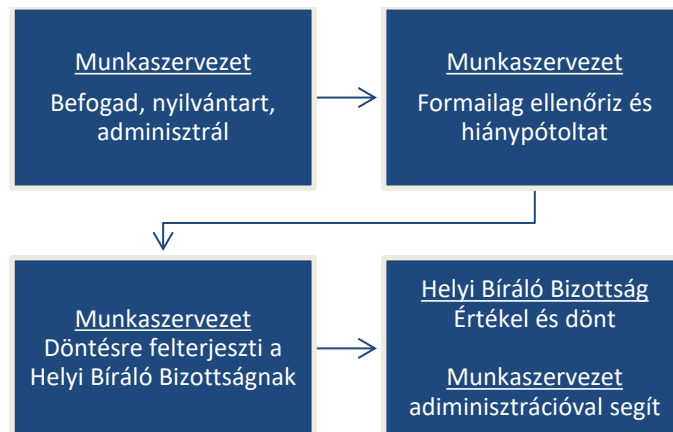 Munkaszervezet
Befogad, nyilvántart,
adminisztrál
Munkaszervezet
Formailag ellenőriz és
hiánypótoltat
Munkaszervezet
Döntésre felterjeszti a
Helyi Bíráló Bizottságnak
Helyi Bíráló Bizottság
Értékel és dönt
Munkaszervezet
adiminisztrációval segít